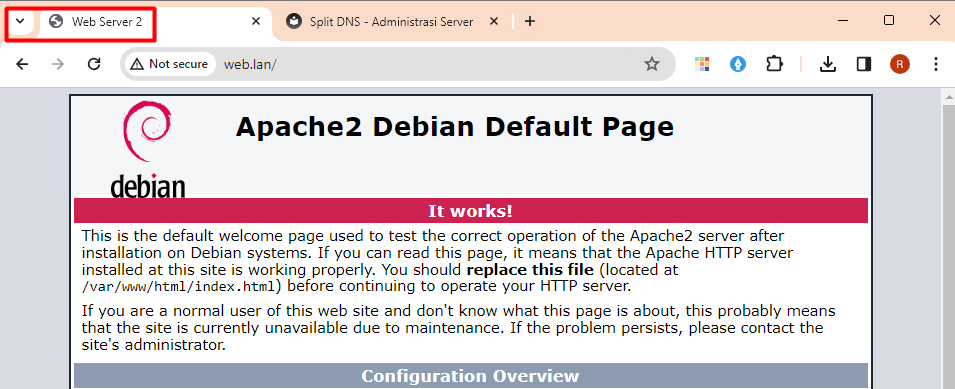 Web Server 2
Split DNS - Administrasi Server
Not secure
web.lan/
R
debian
Apache2 Debian Default Page
It works!
This is the default welcome page used to test the correct operation of the Apache2 server after
installation on Debian systems. If you can read this page, it means that the Apache HTTP server
installed at this site is working properly. You should replace this file (located at
/var/www/html/index.html) before continuing to operate your HTTP server.
If you are a normal user of this web site and don't know what this page is about, this probably means
that the site is currently unavailable due to maintenance. If the problem persists, please contact the
site's administrator.
Configuration Overview